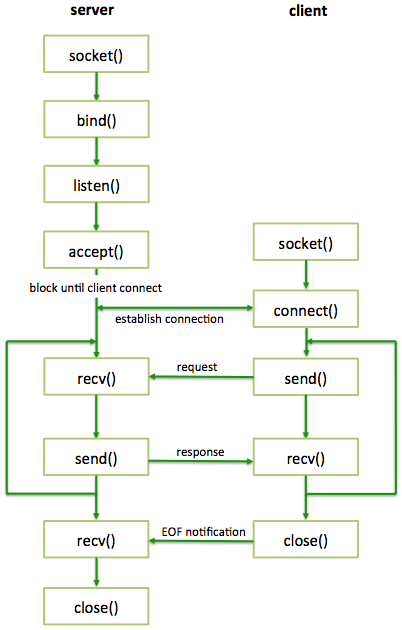 server
client
socket()
bind()
listen()
accept()
socket()
block until client connect
connect()
establish connection
recv()
request
send()
send()
response
recv()
recv()
EOF notification
close()
close()